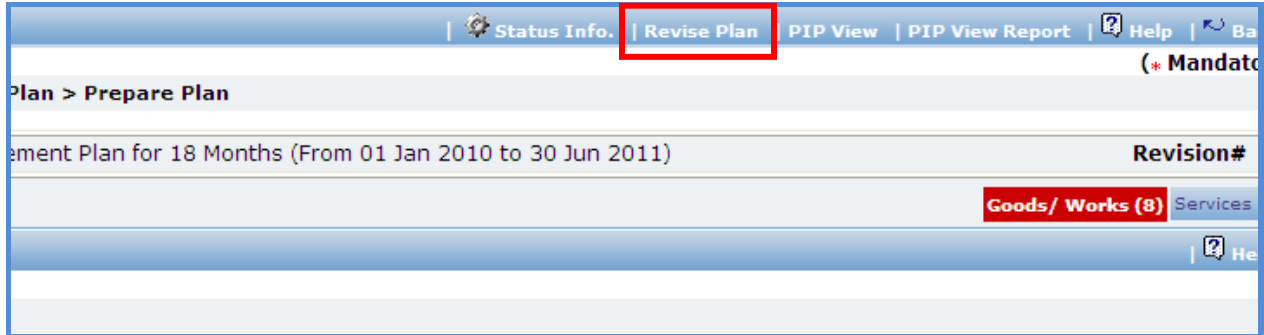 | Status Info. | Revise Plan | PIP View | PIP View Report | Help | Ba
(* Mandato
Plan > Prepare Plan
ement Plan for 18 Months (From 01 Jan 2010 to 30 Jun 2011) Revision#
Goods/ Works (8) Services
| He